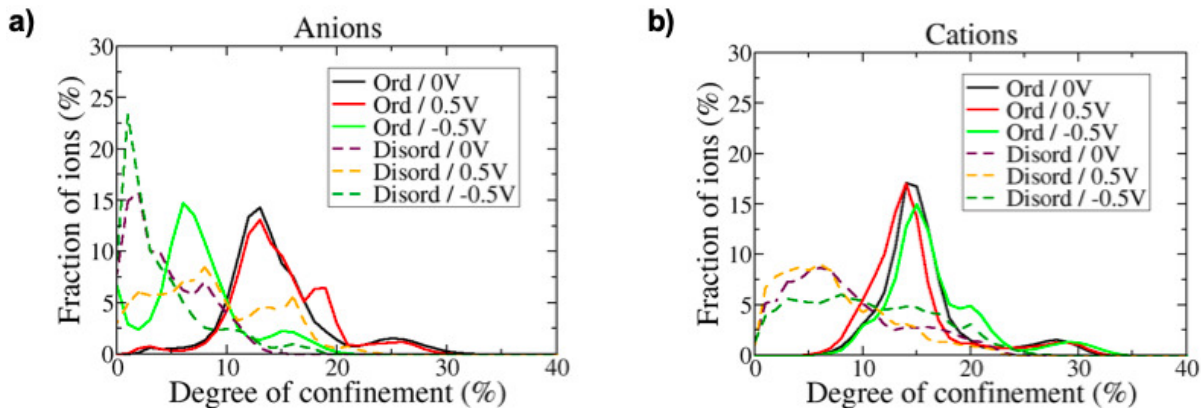 a)
Anions
Fraction of ions (%)
30
25
20
15
10
5
0
Ord / 0V
Ord / 0.5V
Ord / -0.5V
Disord / 0V
Disord / 0.5V
Disord / -0.5V
0 10 20 30 40
Degree of confinement (%)
b)
Cations
Fraction of ions (%)
30
25
20
15
10
5
0
Ord / 0V
Ord / 0.5V
Ord / -0.5V
Disord / 0V
Disord / 0.5V
Disord / -0.5V
0 10 20 30 40
Degree of confinement (%)